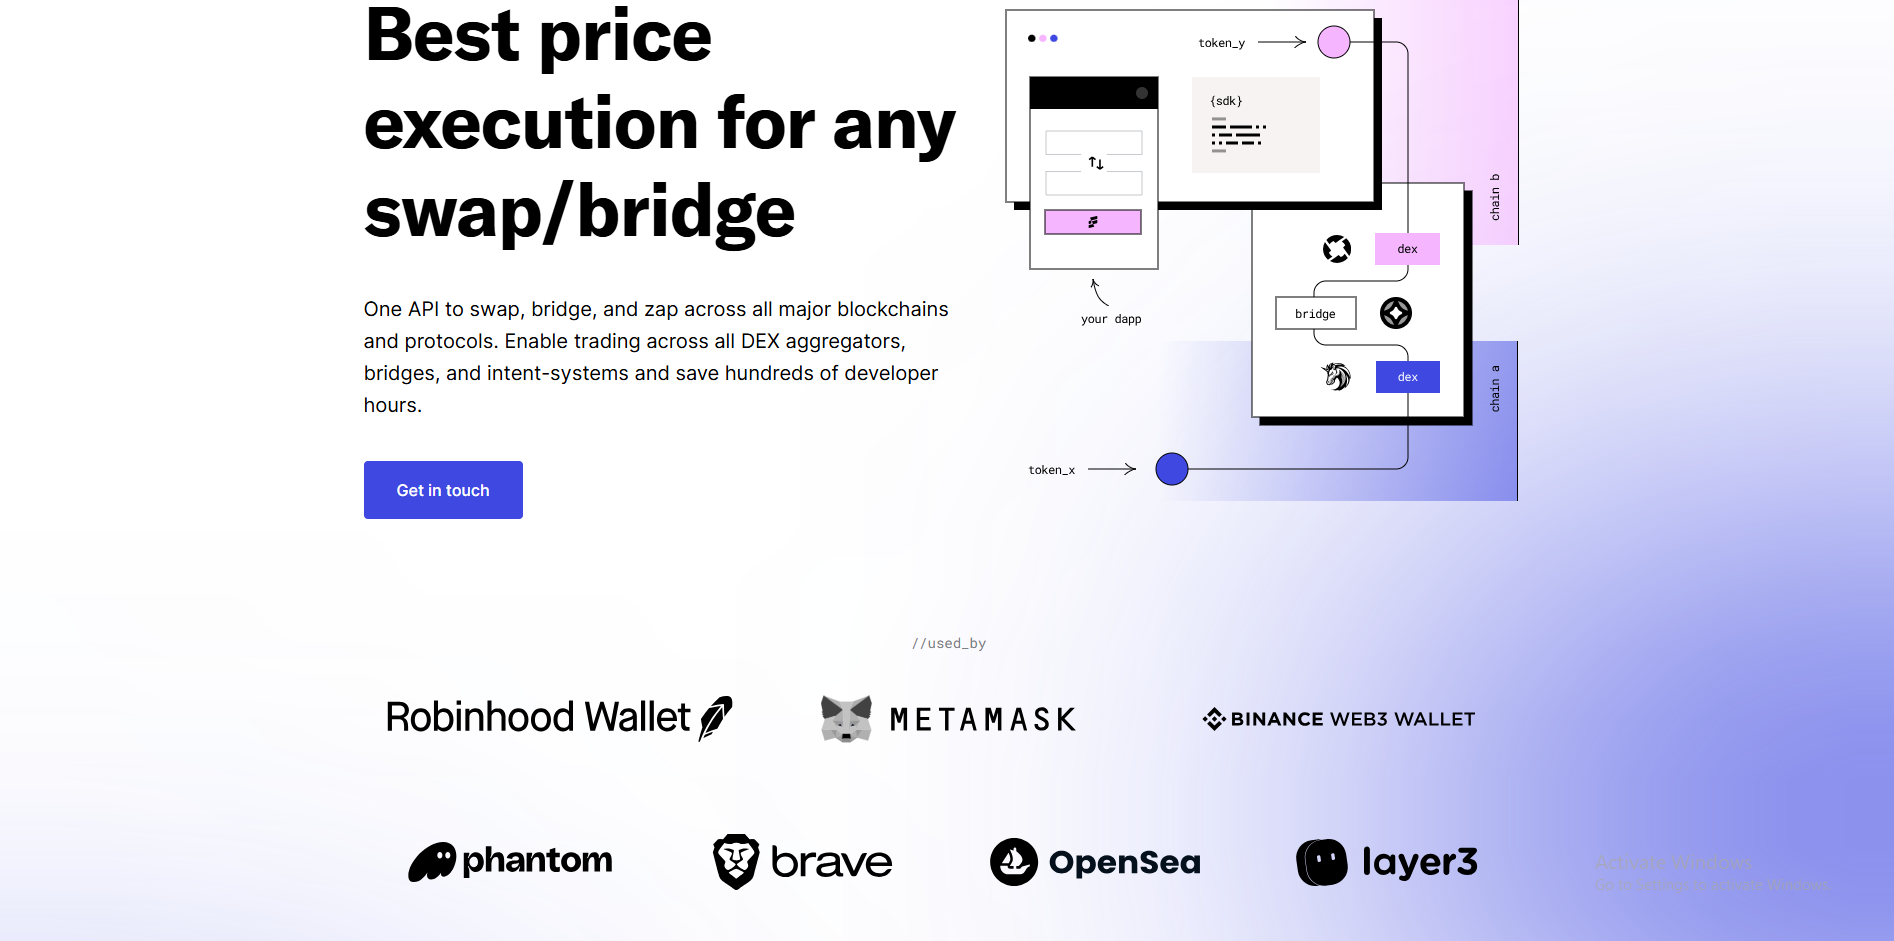 Best price
execution for any
swap/bridge
One API to swap, bridge, and zap across all major blockchains
and protocols. Enable trading across all DEX aggregators,
bridges, and intent-systems and save hundreds of developer
hours.
Get in touch
token_y
{sdk}
your dapp
chain b
dex
bridge
dex
chain a
token_x
//used_by
Robinhood Wallet
METAMASK
BINANCE WEB3 WALLET
phantom
brave
OpenSea
layer3
Activate Windows
Go to Settings to activate Windows.